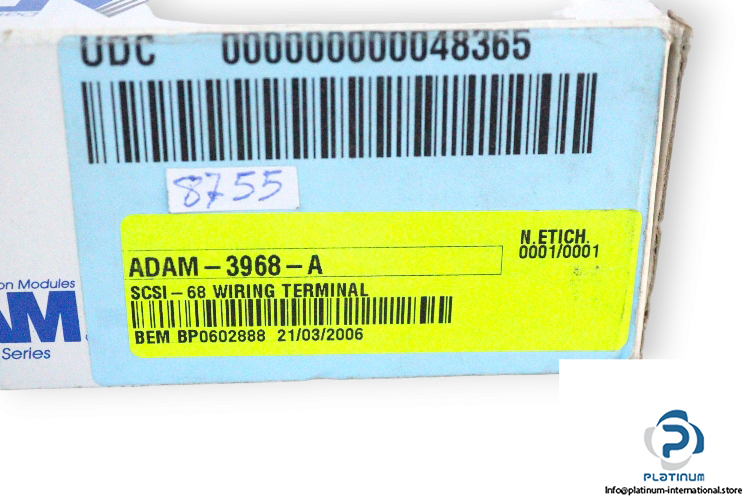 UDC 000000000048365
8755
N.ETICH.
0001/0001
ADAM-3968-A
SCSI-68 WIRING TERMINAL
BEM BP0602888 21/03/2006
on Modules
AM
Series
PLATINUM
Info@platinum-international.store